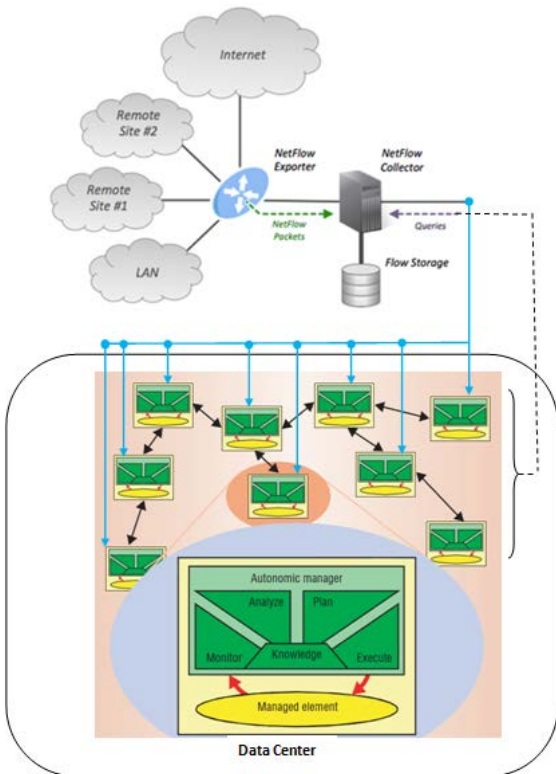 Internet
Remote
Site #2
NetFlow
Exporter
NetFlow
Collector
Remote
Site #1
NetFlow
Packets
Queries
LAN
Flow Storage
Autonomic manager
Analyze
Plan
Monitor
Knowledge
Execute
Managed element
Data Center